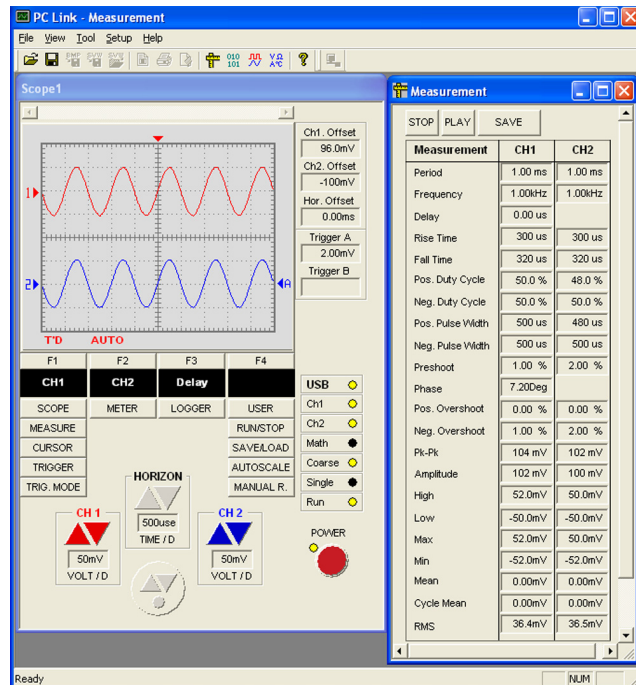 PC Link - Measurement
File View Tool Setup Help
Scope1
Ch1. Offset
96.0mV
Ch2. Offset
-100mV
Hor. Offset
0.00ms
Trigger A
2.00mV
Trigger B
1
2
A
T'D AUTO
F1 F2 F3 F4
CH1 CH2 Delay
SCOPE METER LOGGER USER
MEASURE RUN/STOP
CURSOR SAVE/LOAD
TRIGGER AUTOSCALE
TRIG. MODE MANUAL R.
USB
Ch1
Ch2
Math
Coarse
Single
Run
HORIZON
500use
TIME / D
CH 1
50mV
VOLT / D
CH 2
50mV
VOLT / D
POWER
Measurement
STOP PLAY SAVE
Measurement CH1 CH2
Period 1.00 ms 1.00 ms
Frequency 1.00kHz 1.00kHz
Delay 0.00 us
Rise Time 300 us 300 us
Fall Time 320 us 320 us
Pos. Duty Cycle 50.0 % 48.0 %
Neg. Duty Cycle 50.0 % 50.0 %
Pos. Pulse Width 500 us 480 us
Neg. Pulse Width 500 us 500 us
Preshoot 1.00 % 2.00 %
Phase 7.20Deg
Pos. Overshoot 0.00 % 0.00 %
Neg. Overshoot 1.00 % 2.00 %
Pk-Pk 104 mV 102 mV
Amplitude 102 mV 100 mV
High 52.0mV 50.0mV
Low -50.0mV -50.0mV
Max 52.0mV 50.0mV
Min -52.0mV -52.0mV
Mean 0.00mV 0.00mV
Cycle Mean 0.00mV 0.00mV
RMS 36.4mV 36.5mV
Ready NUM